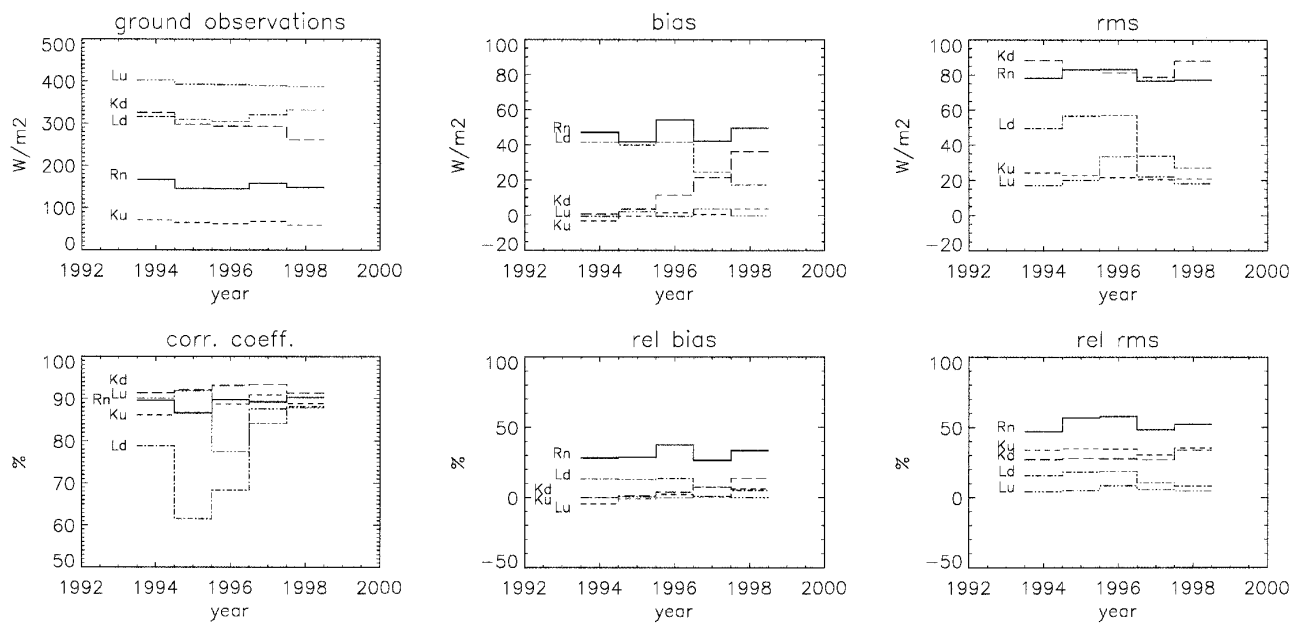 ground observations
bias
rms
500
400
300
200
100
0
W/m2
Lu
Kd
Ld
Rn
Ku
1992 1994 1996 1998 2000
year
100
80
60
40
20
0
−20
W/m2
Rn
Ld
Kd
Lu
Ku
1992 1994 1996 1998 2000
year
100
80
60
40
20
0
−20
W/m2
Kd
Rn
Ld
Ku
Lu
1992 1994 1996 1998 2000
year
corr. coeff.
rel bias
rel rms
100
90
80
70
60
50
%
Kd
Lu
Rn
Ku
Ld
1992 1994 1996 1998 2000
year
100
50
0
−50
%
Rn
Ld
Kd
Ku
Lu
1992 1994 1996 1998 2000
year
100
50
0
−50
%
Rn
Ku
Kd
Ld
Lu
1992 1994 1996 1998 2000
year